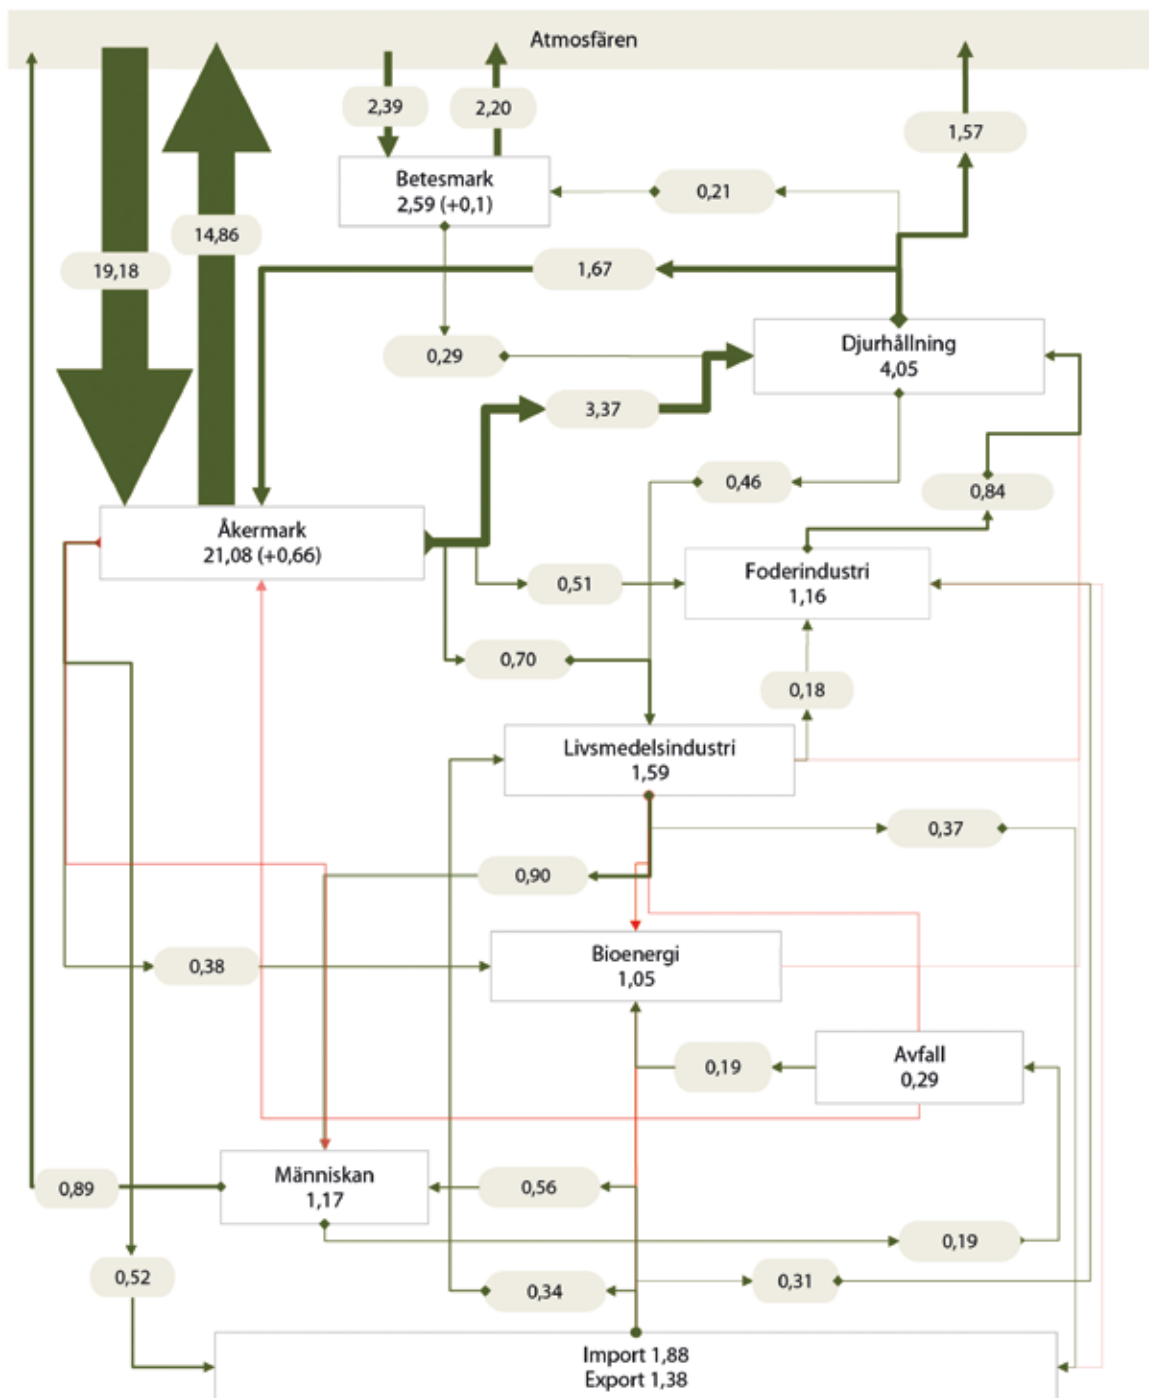 Atmosfären
2,39
2,20
1,57
Betesmark
2,59 (+0,1)
0,21
14,86
19,18
1,67
Djurhållning
4,05
0,29
3,37
0,46
0,84
Åkermark
21,08 (+0,66)
Foderindustri
1,16
0,51
0,70
0,18
Livsmedelsindustri
1,59
0,37
0,90
Bioenergi
1,05
0,38
Avfall
0,29
0,19
Människan
1,17
0,89
0,56
0,19
0,52
0,34
0,31
Import 1,88
Export 1,38